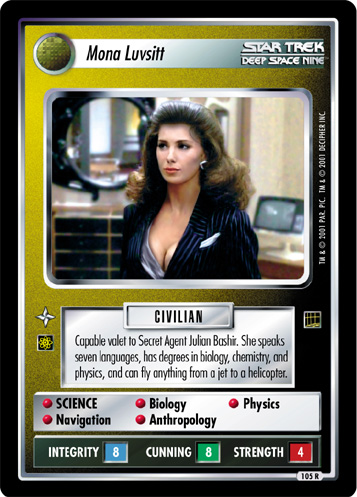 Mona Luvsitt
STAR TREK
DEEP SPACE NINE
TM & © 2001 PAR. PIC. TM & © 2001 DECIPHER INC.
CIVILIAN
Capable valet to Secret Agent Julian Bashir. She speaks
seven languages, has degrees in biology, chemistry, and
physics, and can fly anything from a jet to a helicopter.
SCIENCE Biology Physics
Navigation Anthropology
INTEGRITY 8 CUNNING 8 STRENGTH 4
105 R